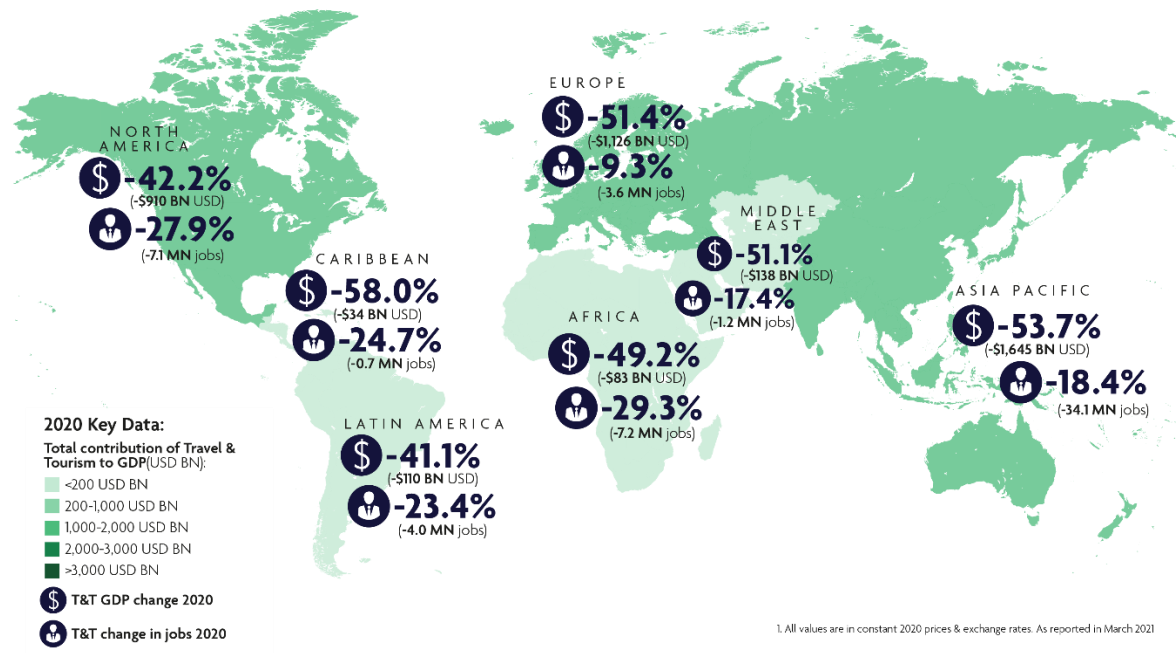 NORTH
AMERICA
$ -42.2%
(-$910 BN USD)
-27.9%
(-7.1 MN jobs)
CARIBBEAN
$ -58.0%
(-$34 BN USD)
-24.7%
(-0.7 MN jobs)
LATIN AMERICA
$ -41.1%
(-$110 BN USD)
-23.4%
(-4.0 MN jobs)
EUROPE
$ -51.4%
(-$1,126 BN USD)
-9.3%
(-3.6 MN jobs)
AFRICA
$ -49.2%
(-$83 BN USD)
-29.3%
(-7.2 MN jobs)
MIDDLE
EAST
$ -51.1%
(-$138 BN USD)
-17.4%
(-1.2 MN jobs)
ASIA PACIFIC
$ -53.7%
(-$1,645 BN USD)
-18.4%
(-34.1 MN jobs)
2020 Key Data:
Total contribution of Travel &
Tourism to GDP(USD BN):
<200 USD BN
200-1,000 USD BN
1,000-2,000 USD BN
2,000-3,000 USD BN
>3,000 USD BN
$ T&T GDP change 2020
T&T change in jobs 2020
1. All values are in constant 2020 prices & exchange rates. As reported in March 2021